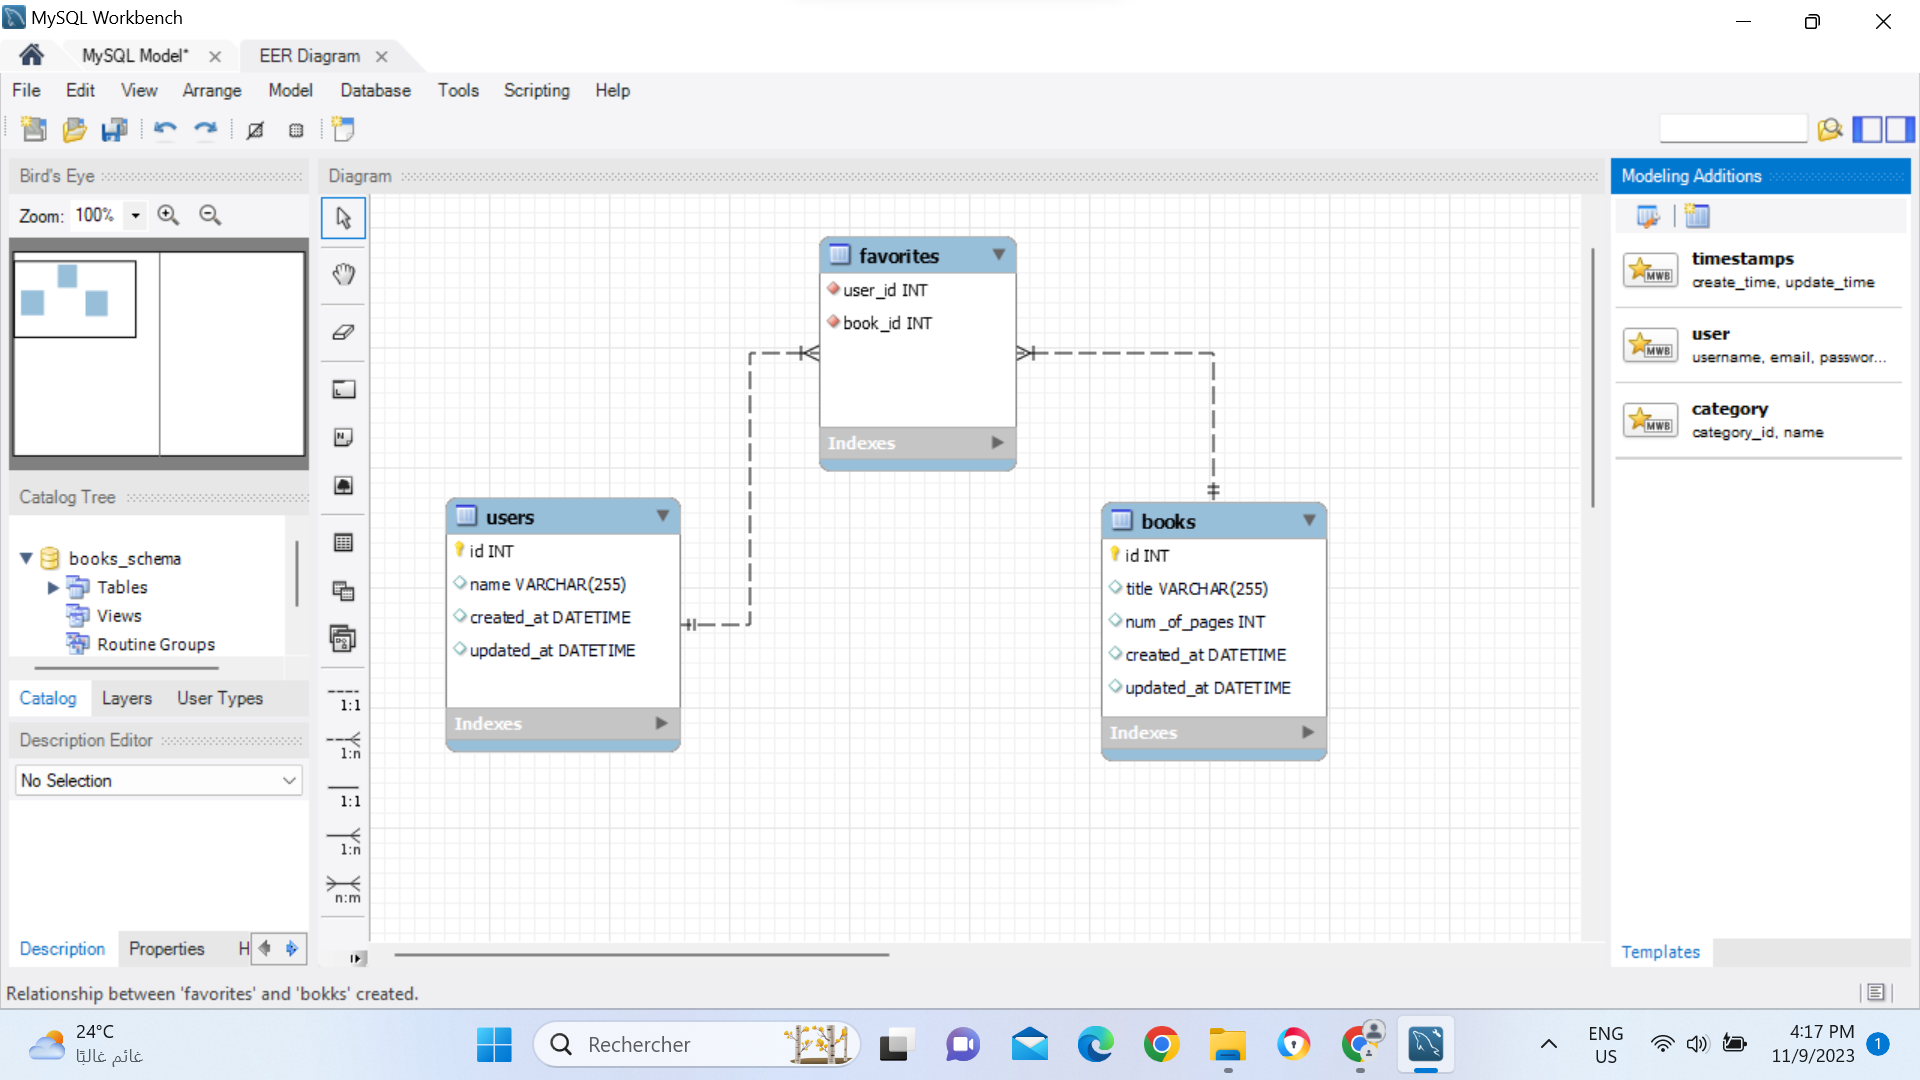 MySQL Workbench
MySQL Model*
EER Diagram
File Edit View Arrange Model Database Tools Scripting Help
Bird's Eye
Zoom: 100%
Catalog Tree
books_schema
Tables
Views
Routine Groups
Catalog Layers User Types
Description Editor
No Selection
Description Properties H
Diagram
1:1
1:n
1:1
1:n
n:m
favorites
user_id INT
book_id INT
Indexes
users
id INT
name VARCHAR(255)
created_at DATETIME
updated_at DATETIME
Indexes
books
id INT
title VARCHAR(255)
num _of_pages INT
created_at DATETIME
updated_at DATETIME
Indexes
Modeling Additions
MWB
timestamps
create_time, update_time
MWB
user
username, email, passwor...
MWB
category
category_id, name
Templates
Relationship between 'favorites' and 'bokks' created.
24°C
غائم غالبًا
Rechercher
ENG
US
4:17 PM
11/9/2023
1